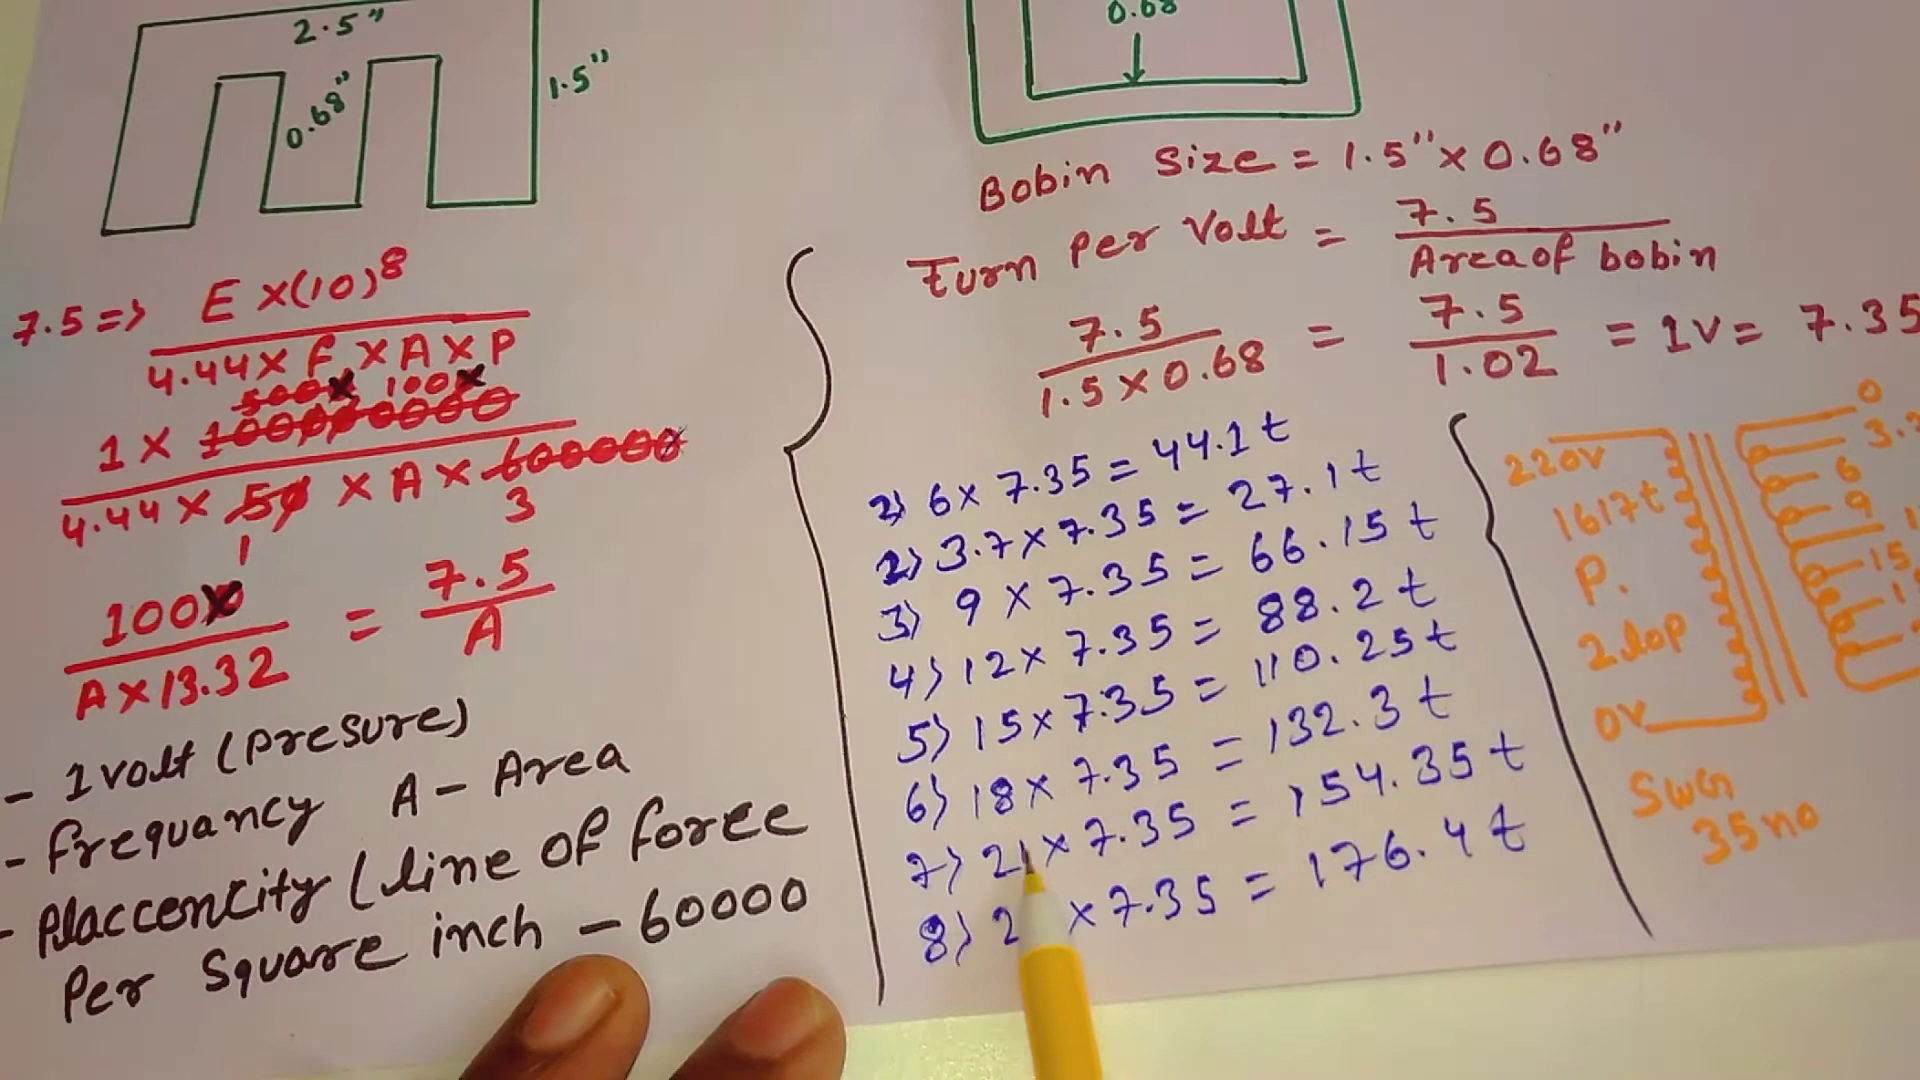 2.5"
0.68"
1.5"
7.5 => E x(10)8
4.44 x F x A x P
500x 100x
1 x 100000000
4.44 x 50 x A x 600000
1 3
100x = 7.5
A x 13.32 A
- 1 volt (Presure)
- frequancy A - Area
- Placcencity (line of force
Per Square inch - 60000
0.68
Bobin Size = 1.5" x 0.68"
Turn Per Volt = 7.5
Area of bobin
7.5 = 7.5 = 1V = 7.35
1.5 x 0.68 1.02
6 x 7.35 = 44.1 t
2) 3.7 x 7.35 = 27.1 t
3) 9 x 7.35 = 66.15 t
4) 12 x 7.35 = 88.2 t
5) 15 x 7.35 = 110.25 t
6) 18 x 7.35 = 132.3 t
7) 21 x 7.35 = 154.35 t
8) 2 x 7.35 = 176.4 t
220V
1617t
P.
2 lop
0V
SWG
35 no
0
6
9
15